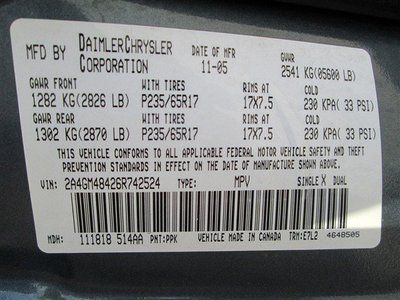 MFD BY DAIMLERCHRYSLER CORPORATION DATE OF MFR 11-05 GVWR 2541 KG(05600 LB)
GAWR FRONT WITH TIRES RIMS AT COLD
1282 KG(2826 LB) P235/65R17 17X7.5 230 KPA( 33 PSI)
GAWR REAR WITH TIRES RIMS AT COLD
1302 KG(2870 LB) P235/65R17 17X7.5 230 KPA( 33 PSI)
THIS VEHICLE CONFORMS TO ALL APPLICABLE FEDERAL MOTOR VEHICLE SAFETY AND THEFT
PREVENTION STANDARDS IN EFFECT ON THE DATE OF MANUFACTURE SHOWN ABOVE.
VIN: 2A4GM48426R742524 TYPE: MPV SINGLE X DUAL
MDH: 111818 514AA PNT:PPK VEHICLE MADE IN CANADA TRM:E7L2 4648505